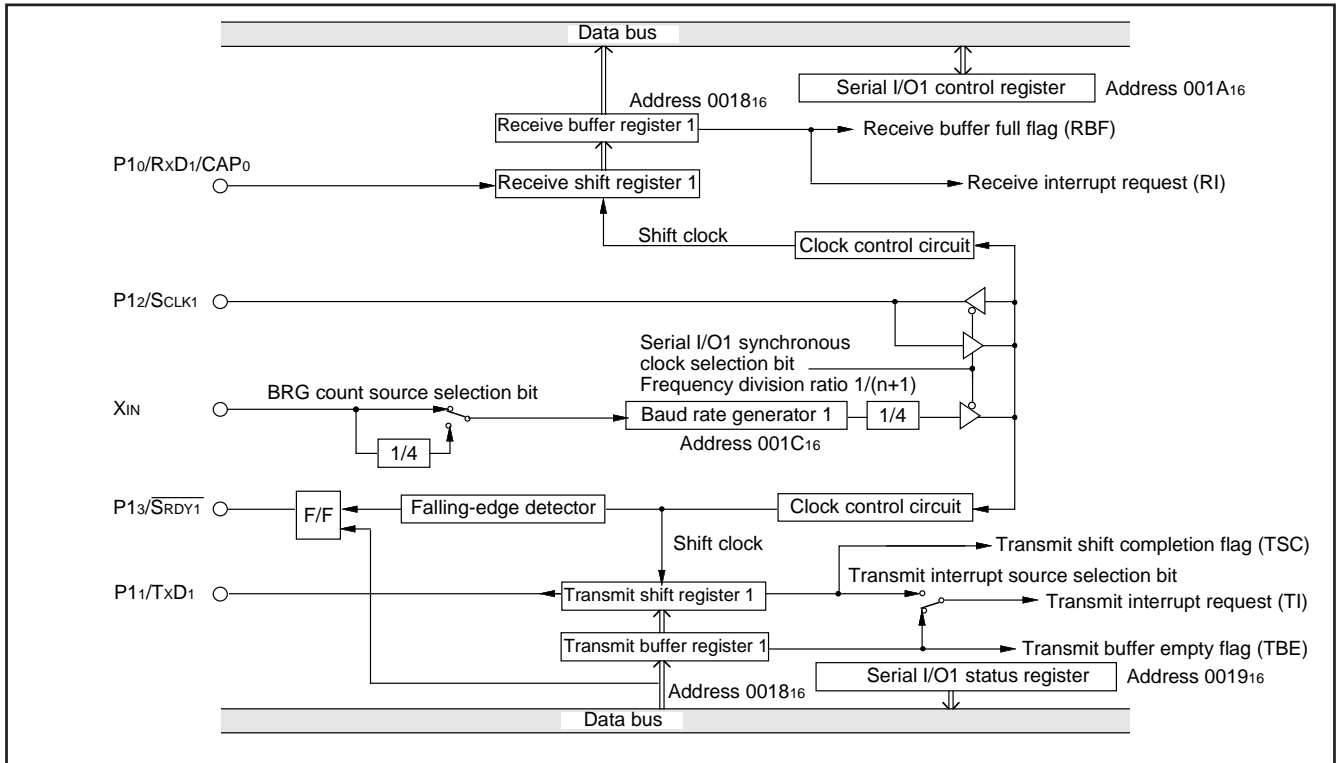 Data bus
Serial I/O1 control register
Address 001A16
Address 001816
Receive buffer register 1
Receive buffer full flag (RBF)
P10/RxD1/CAP0
Receive shift register 1
Receive interrupt request (RI)
Shift clock
Clock control circuit
P12/SCLK1
Serial I/O1 synchronous
clock selection bit
Frequency division ratio 1/(n+1)
BRG count source selection bit
XIN
Baud rate generator 1
1/4
Address 001C16
1/4
P13/SRDY1
F/F
Falling-edge detector
Clock control circuit
Shift clock
Transmit shift completion flag (TSC)
Transmit interrupt source selection bit
P11/TxD1
Transmit shift register 1
Transmit interrupt request (TI)
Transmit buffer register 1
Transmit buffer empty flag (TBE)
Address 001816
Serial I/O1 status register
Address 001916
Data bus